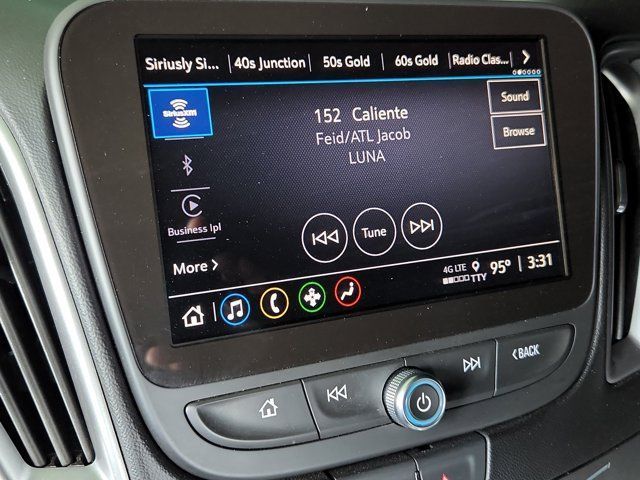 Siriusly Si... 40s Junction 50s Gold 60s Gold Radio Clas...
SiriusXM
152 Caliente
Feid/ATL Jacob
LUNA
Sound
Browse
Business Ipl
Tune
More
4G LTE
TTY
95° 3:31
BACK